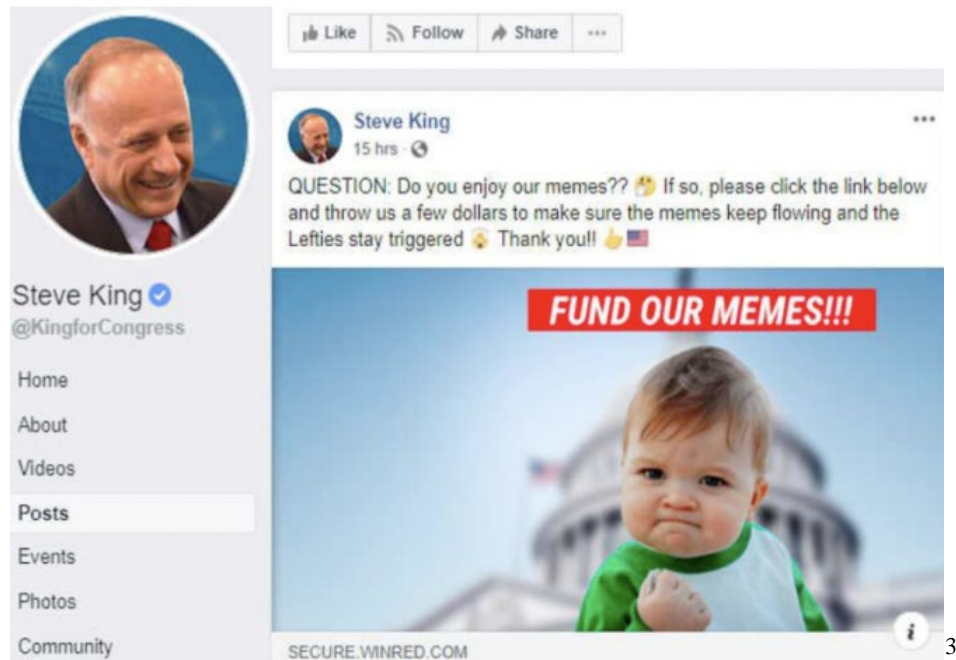 Like Follow Share ...
Steve King
15 hrs ·
QUESTION: Do you enjoy our memes?? If so, please click the link below
and throw us a few dollars to make sure the memes keep flowing and the
Lefties stay triggered Thank you!!
Steve King
@KingforCongress
Home
About
Videos
Posts
Events
Photos
Community
FUND OUR MEMES!!!
i
SECURE.WINRED.COM
3